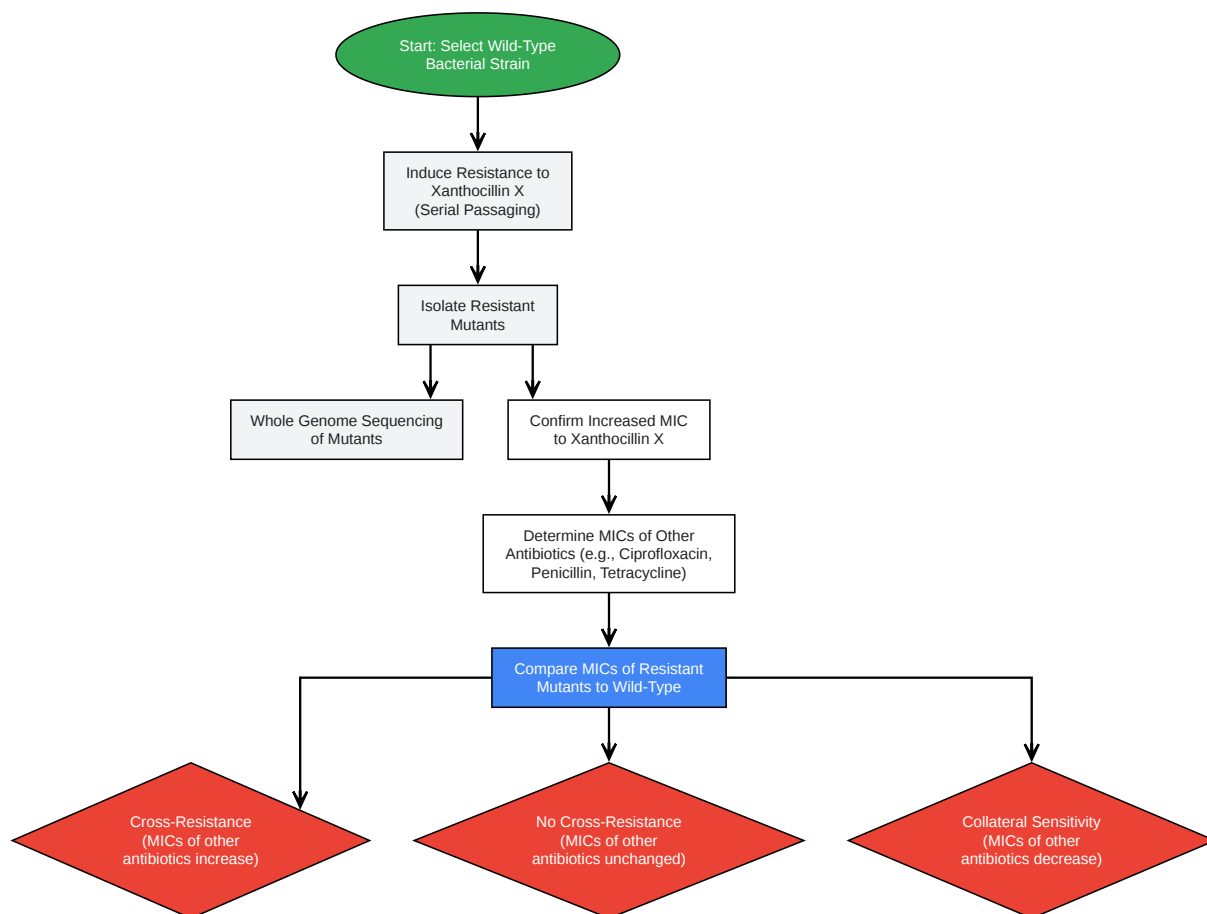 Start: Select Wild-Type
Bacterial Strain
Induce Resistance to
Xanthocillin X
(Serial Passaging)
Isolate Resistant
Mutants
Whole Genome Sequencing
of Mutants
Confirm Increased MIC
to Xanthocillin X
Determine MICs of Other
Antibiotics (e.g., Ciprofloxacin,
Penicillin, Tetracycline)
Compare MICs of Resistant
Mutants to Wild-Type
Cross-Resistance
(MICs of other
antibiotics increase)
No Cross-Resistance
(MICs of other
antibiotics unchanged)
Collateral Sensitivity
(MICs of other
antibiotics decrease)